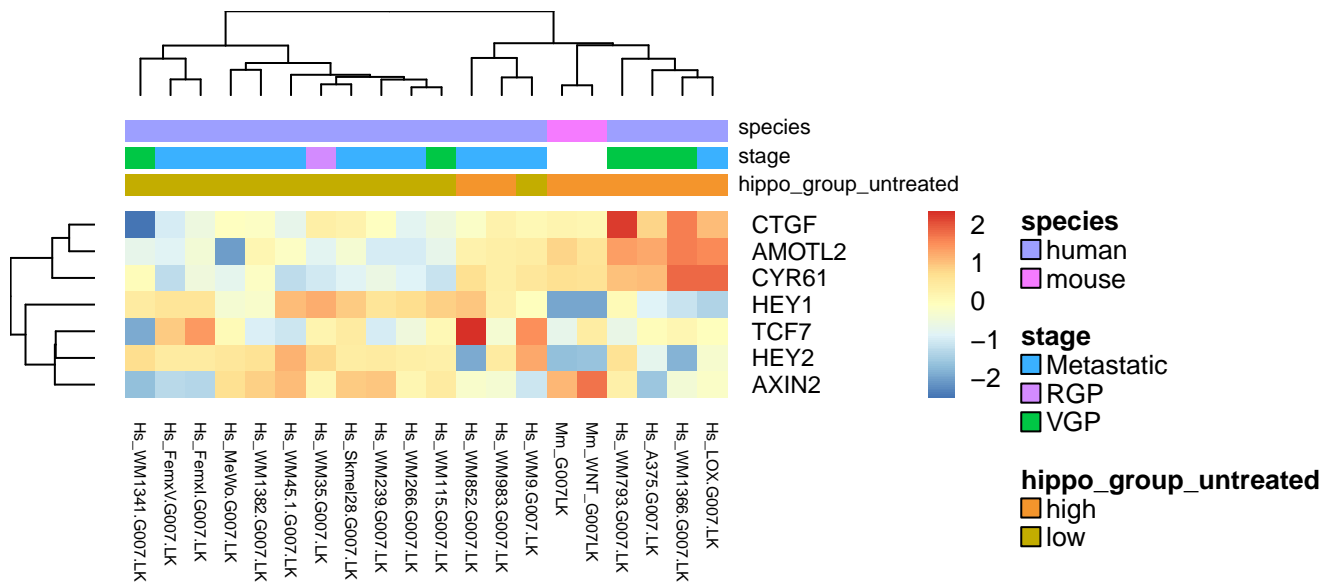 species
stage
hippo_group_untreated
CTGF
AMOTL2
CYR61
HEY1
TCF7
HEY2
AXIN2
2
1
0
−1
−2
species
human
mouse
stage
Metastatic
RGP
VGP
hippo_group_untreated
high
low
Hs_WM1341.G007.LK
Hs_FemxV.G007.LK
Hs_FemxI.G007.LK
Hs_MeWo.G007.LK
Hs_WM1382.G007.LK
Hs_WM45.1.G007.LK
Hs_WM35.G007.LK
Hs_Skmel28.G007.LK
Hs_WM239.G007.LK
Hs_WM266.G007.LK
Hs_WM115.G007.LK
Hs_WM852.G007.LK
Hs_WM983.G007.LK
Hs_WM9.G007.LK
Mm_G007LK
Mm_WNT_G007LK
Hs_WM793.G007.LK
Hs_A375.G007.LK
Hs_WM1366.G007.LK
Hs_LOX.G007.LK